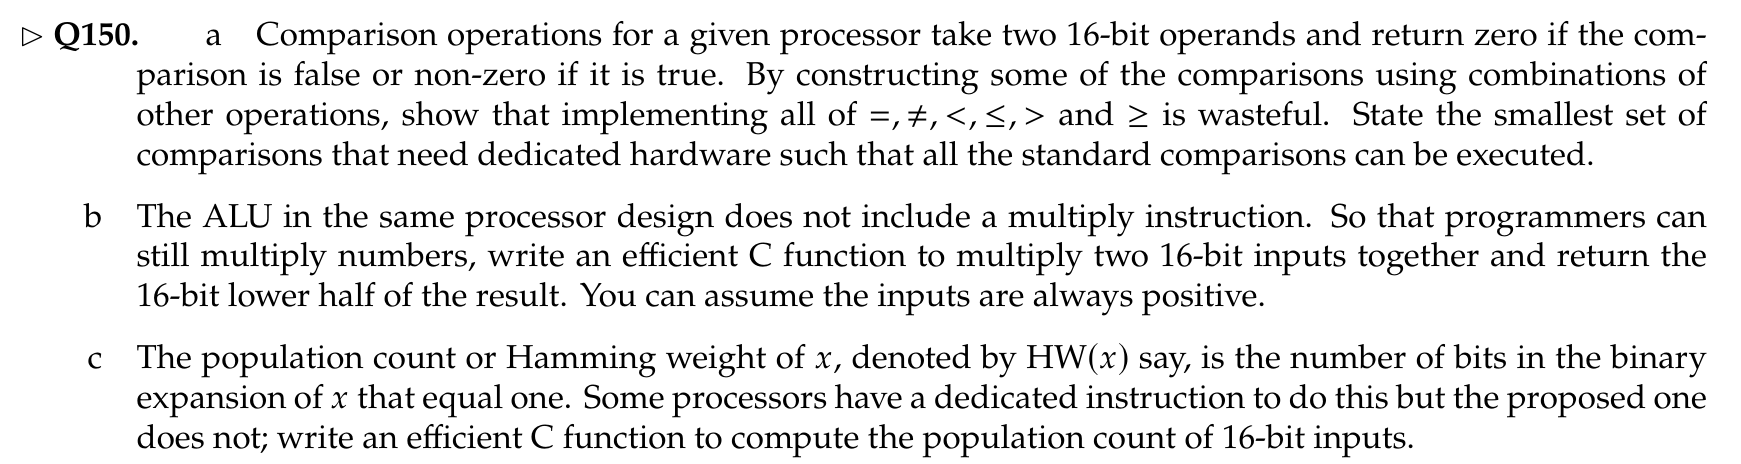 ▷ Q150. a Comparison operations for a given processor take two 16-bit operands and return zero if the com-
parison is false or non-zero if it is true. By constructing some of the comparisons using combinations of
other operations, show that implementing all of =, ≠, <, ≤, > and ≥ is wasteful. State the smallest set of
comparisons that need dedicated hardware such that all the standard comparisons can be executed.
b The ALU in the same processor design does not include a multiply instruction. So that programmers can
still multiply numbers, write an efficient C function to multiply two 16-bit inputs together and return the
16-bit lower half of the result. You can assume the inputs are always positive.
c The population count or Hamming weight of x, denoted by HW(x) say, is the number of bits in the binary
expansion of x that equal one. Some processors have a dedicated instruction to do this but the proposed one
does not; write an efficient C function to compute the population count of 16-bit inputs.